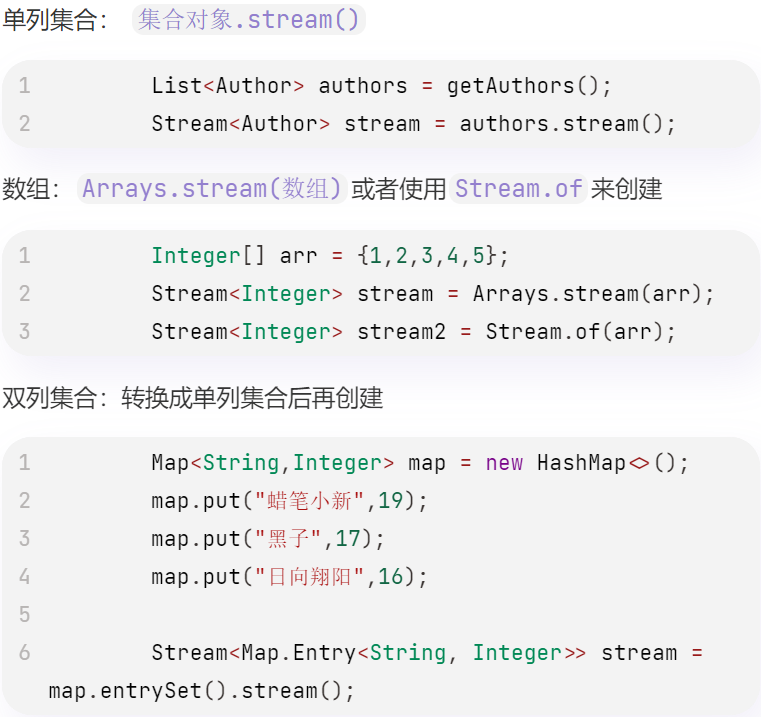 单列集合： 集合对象.stream()
1 List<Author> authors = getAuthors();
2 Stream<Author> stream = authors.stream();
数组： Arrays.stream(数组) 或者使用 Stream.of 来创建
1 Integer[] arr = {1,2,3,4,5};
2 Stream<Integer> stream = Arrays.stream(arr);
3 Stream<Integer> stream2 = Stream.of(arr);
双列集合：转换成单列集合后再创建
1 Map<String,Integer> map = new HashMap<>();
2 map.put("蜡笔小新",19);
3 map.put("黑子",17);
4 map.put("日向翔阳",16);
5
6 Stream<Map.Entry<String, Integer>> stream =
map.entrySet().stream();